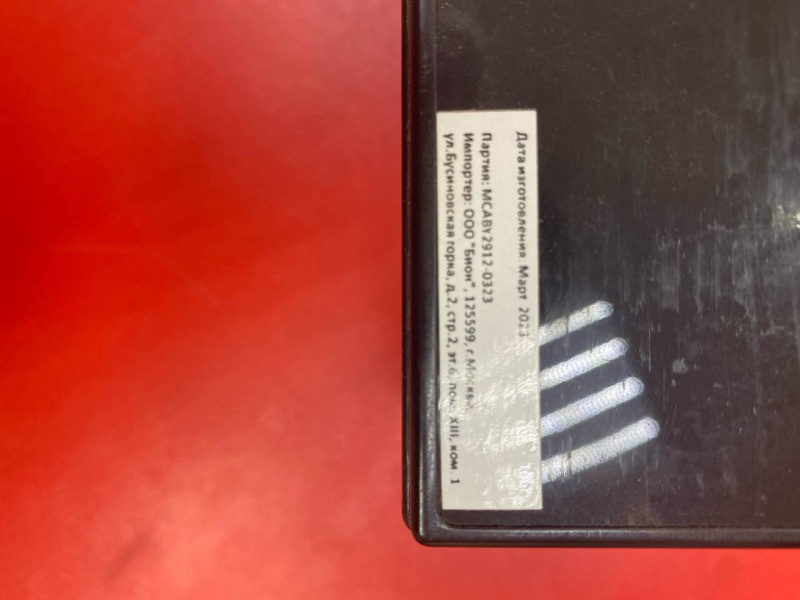 Дата изготовления: Март 2023
Партия: MCABY2912-0323
Импортер: ООО "Бион", 125599, г.Москва,
ул.Бусиновская горка, д.2, стр.2, эт.6, пом. XIII, ком. 1